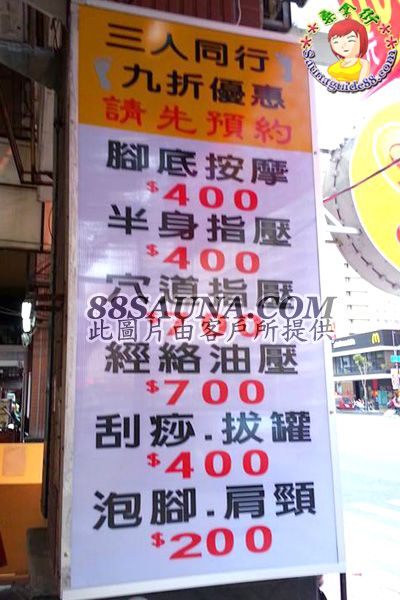 三人同行
九折優惠
請先預約
腳底按摩
$400
半身指壓
$400
穴道指壓
88SAUNA.COM
此圖片由客戶所提供
經絡油壓
$700
刮痧.拔罐
$400
泡腳.肩頸
$200
Saunaguide88.com